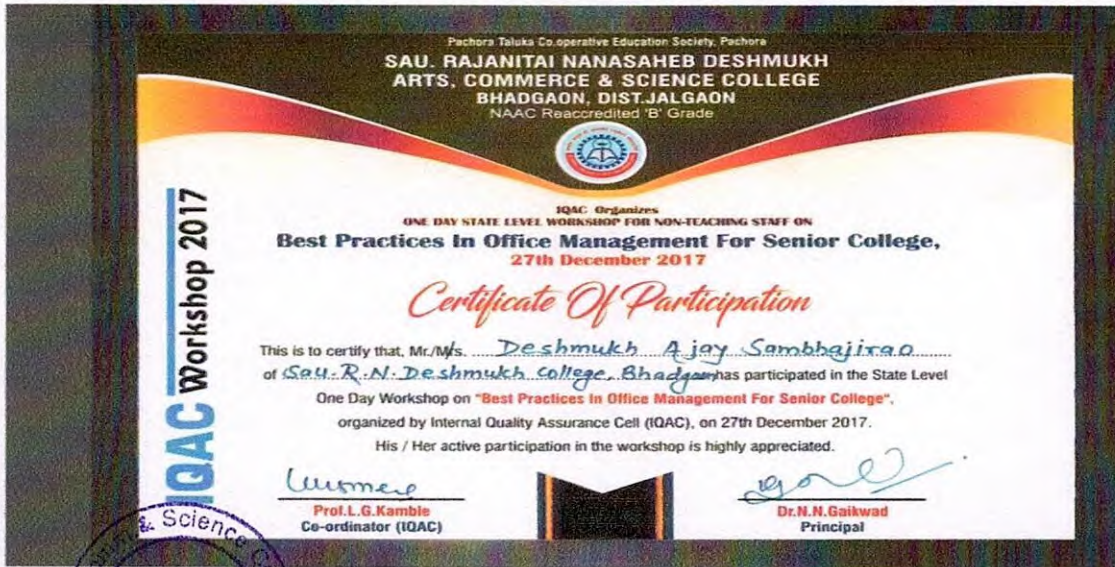 Pachora Taluka Co.operative Education Society, Pachora
SAU. RAJANITAI NANASAHEB DESHMUKH
ARTS, COMMERCE & SCIENCE COLLEGE
BHADGAON, DIST.JALGAON
NAAC Reaccredited 'B' Grade
IQAC Workshop 2017
IQAC Organizes
ONE DAY STATE LEVEL WORKSHOP FOR NON-TEACHING STAFF ON
Best Practices In Office Management For Senior College,
27th December 2017
Certificate Of Participation
This is to certify that, Mr./M/s. Deshmukh Ajay Sambhajirao
of Sau. R. N. Deshmukh College, Bhadgaon has participated in the State Level
One Day Workshop on "Best Practices In Office Management For Senior College",
organized by Internal Quality Assurance Cell (IQAC), on 27th December 2017.
His / Her active participation in the workshop is highly appreciated.
Prof.L.G.Kamble
Co-ordinator (IQAC)
Dr.N.N.Gaikwad
Principal
& Science